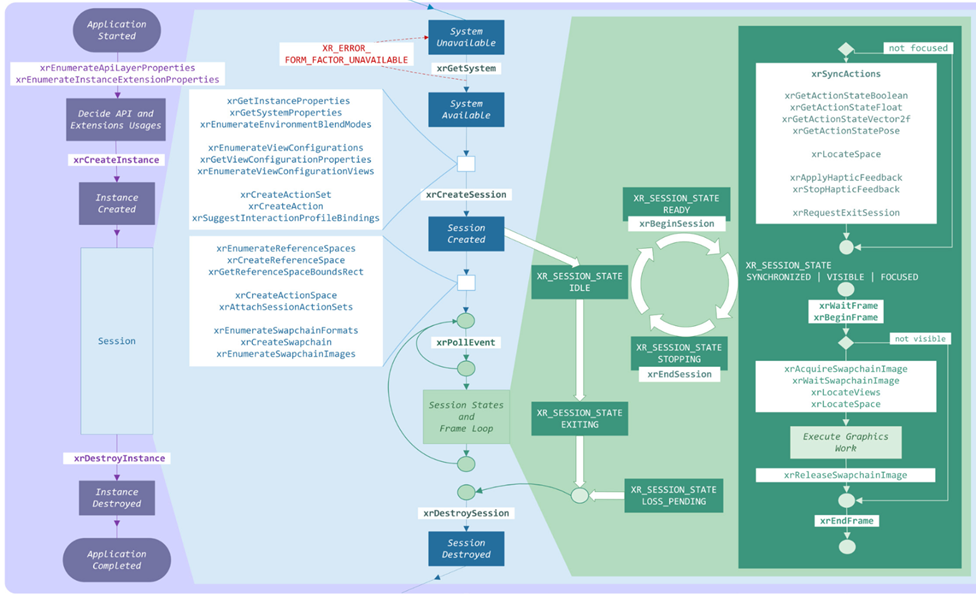 Application
Started
xrEnumerateApiLayerProperties
xrEnumerateInstanceExtensionProperties
Decide API and
Extensions Usages
xrCreateInstance
Instance
Created
Session
xrDestroyInstance
Instance
Destroyed
Application
Completed
System
Unavailable
XR_ERROR_
FORM_FACTOR_UNAVAILABLE
xrGetSystem
System
Available
xrGetInstanceProperties
xrGetSystemProperties
xrEnumerateEnvironmentBlendModes
xrEnumerateViewConfigurations
xrGetViewConfigurationProperties
xrEnumerateViewConfigurationViews
xrCreateActionSet
xrCreateAction
xrSuggestInteractionProfileBindings
xrCreateSession
Session
Created
xrEnumerateReferenceSpaces
xrCreateReferenceSpace
xrGetReferenceSpaceBoundsRect
xrCreateActionSpace
xrAttachSessionActionSets
xrEnumerateSwapchainFormats
xrCreateSwapchain
xrEnumerateSwapchainImages
xrPollEvent
Session States
and
Frame Loop
xrDestroySession
Session
Destroyed
XR_SESSION_STATE
IDLE
XR_SESSION_STATE
READY
xrBeginSession
XR_SESSION_STATE
STOPPING
xrEndSession
XR_SESSION_STATE
EXITING
XR_SESSION_STATE
LOSS_PENDING
not focused
xrSyncActions
xrGetActionStateBoolean
xrGetActionStateFloat
xrGetActionStateVector2f
xrGetActionStatePose
xrLocateSpace
xrApplyHapticFeedback
xrStopHapticFeedback
xrRequestExitSession
XR_SESSION_STATE
SYNCHRONIZED | VISIBLE | FOCUSED
xrWaitFrame
xrBeginFrame
not visible
xrAcquireSwapchainImage
xrWaitSwapchainImage
xrLocateViews
xrLocateSpace
Execute Graphics
Work
xrReleaseSwapchainImage
xrEndFrame